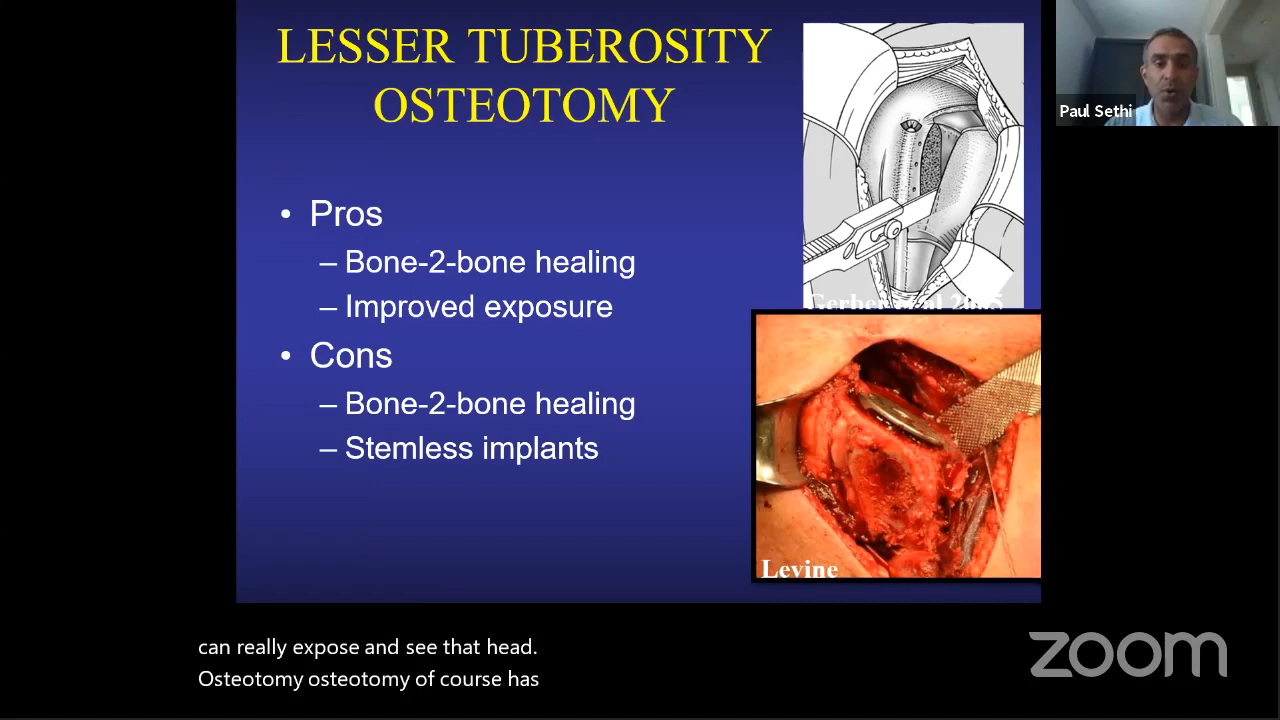 LESSER TUBEROSITY
OSTEOTOMY
• Pros
– Bone-2-bone healing
– Improved exposure
• Cons
– Bone-2-bone healing
– Stemless implants
Gerber et al 2005
Levine
Paul Sethi
can really expose and see that head.
Osteotomy osteotomy of course has
zoom